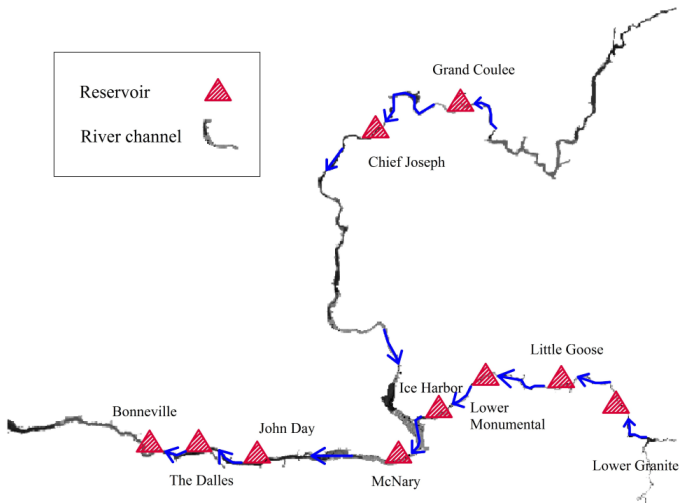 Grand Coulee
Reservoir
River channel
Chief Joseph
Little Goose
Ice Harbor
Lower
Monumental
Bonneville
John Day
Lower Granite
The Dalles
McNary